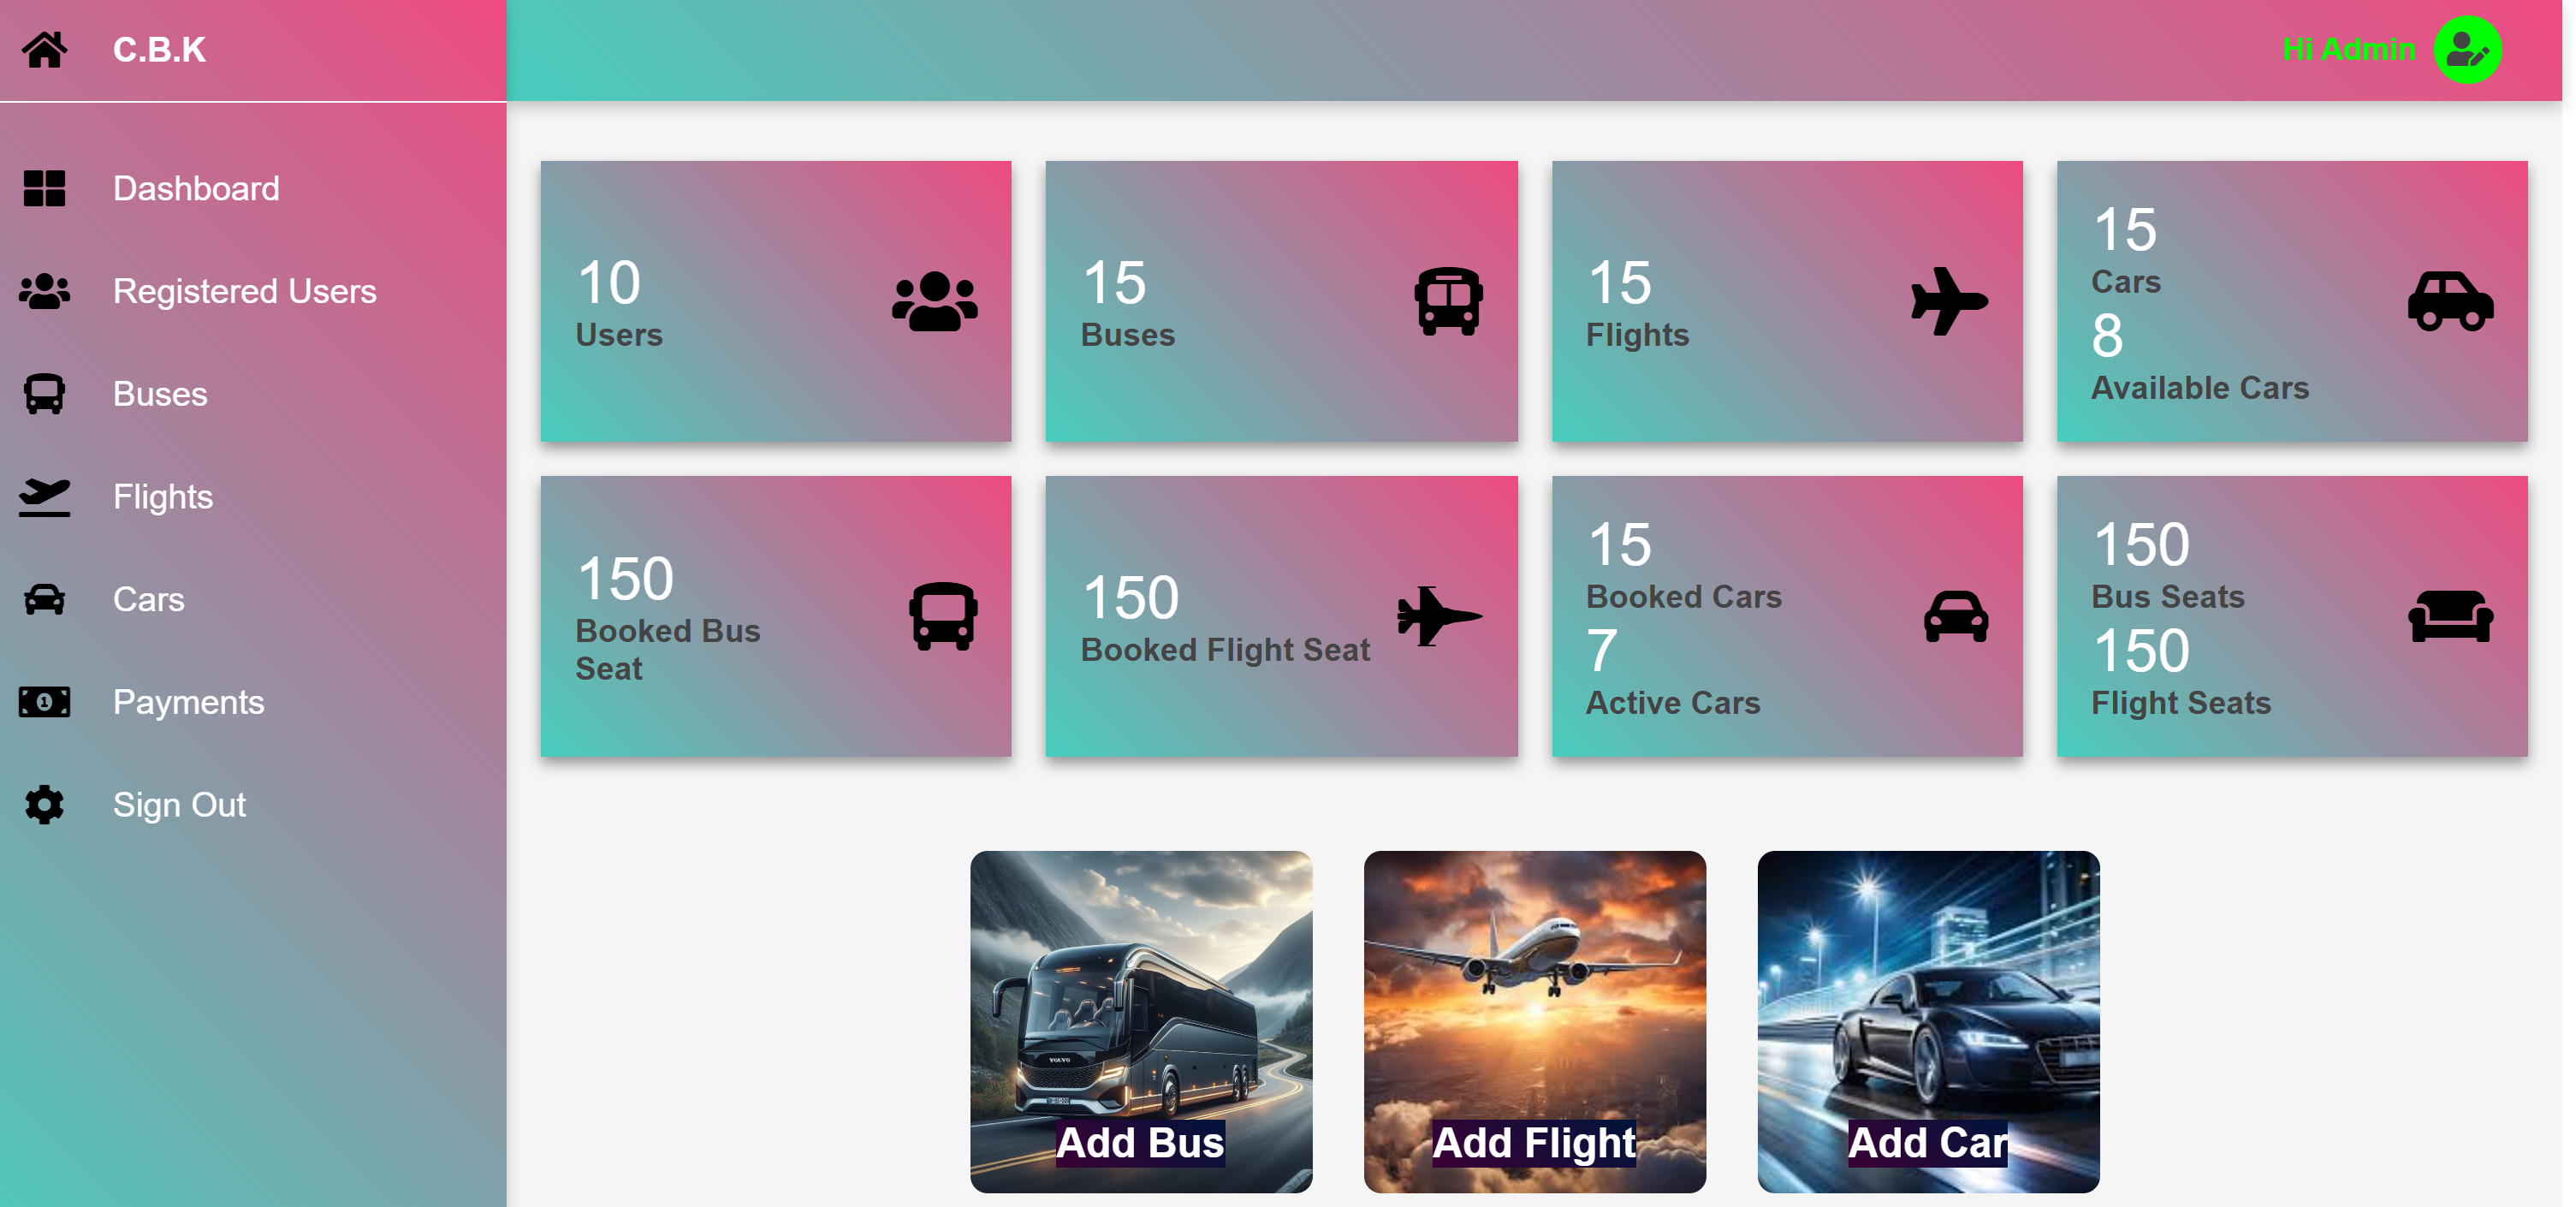 C.B.K
Hi Admin
Dashboard
Registered Users
Buses
Flights
Cars
Payments
Sign Out
10
Users
15
Buses
15
Flights
15
Cars
8
Available Cars
150
Booked Bus
Seat
150
Booked Flight Seat
15
Booked Cars
7
Active Cars
150
Bus Seats
150
Flight Seats
VOLVO
Add Bus
Add Flight
Add Car